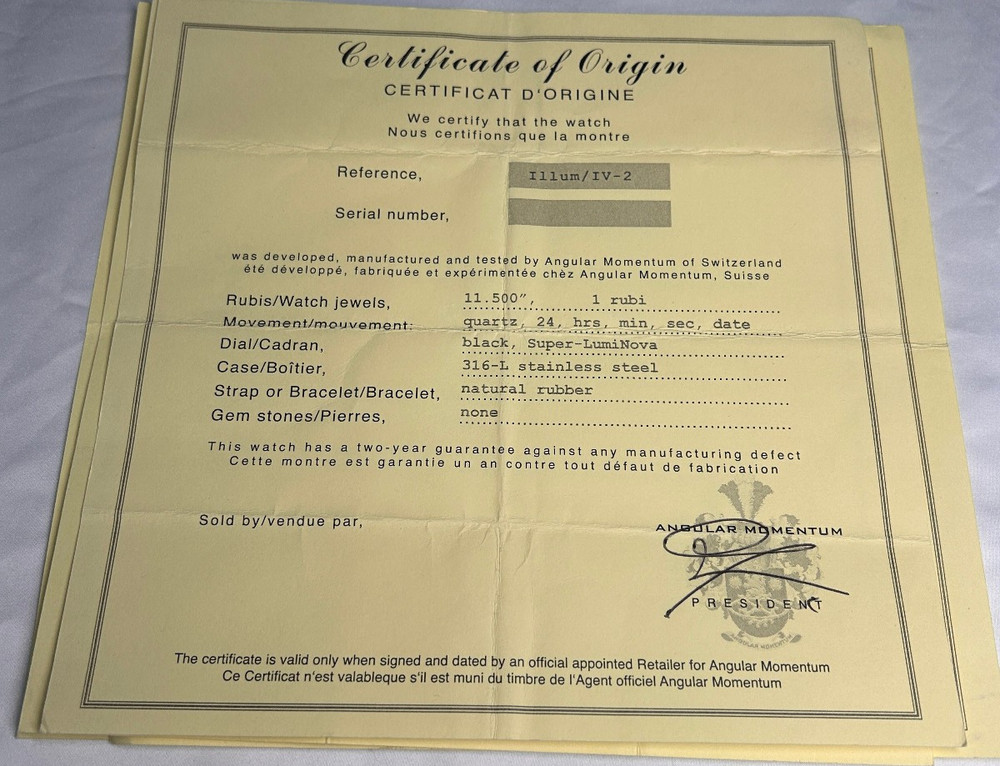 Certificate of Origin
CERTIFICAT D'ORIGINE
We certify that the watch
Nous certifions que la montre
Reference, Illum/IV-2
Serial number,
was developed, manufactured and tested by Angular Momentum of Switzerland
été développé, fabriquée et expérimentée chèz Angular Momentum, Suisse
Rubis/Watch jewels, 11.500”, 1 rubi
Movement/mouvement: quartz, 24, hrs, min, sec, date
Dial/Cadran, black, Super-LumiNova
Case/Boîtier, 316-L stainless steel
Strap or Bracelet/Bracelet, natural rubber
Gem stones/Pierres, none
This watch has a two-year guarantee against any manufacturing defect
Cette montre est garantie un an contre tout défaut de fabrication
Sold by/vendue par,
ANGULAR MOMENTUM
PRESIDENT
ANGULAR MOMENTUM
The certificate is valid only when signed and dated by an official appointed Retailer for Angular Momentum
Ce Certificat n'est valableque s'il est muni du timbre de l'Agent officiel Angular Momentum